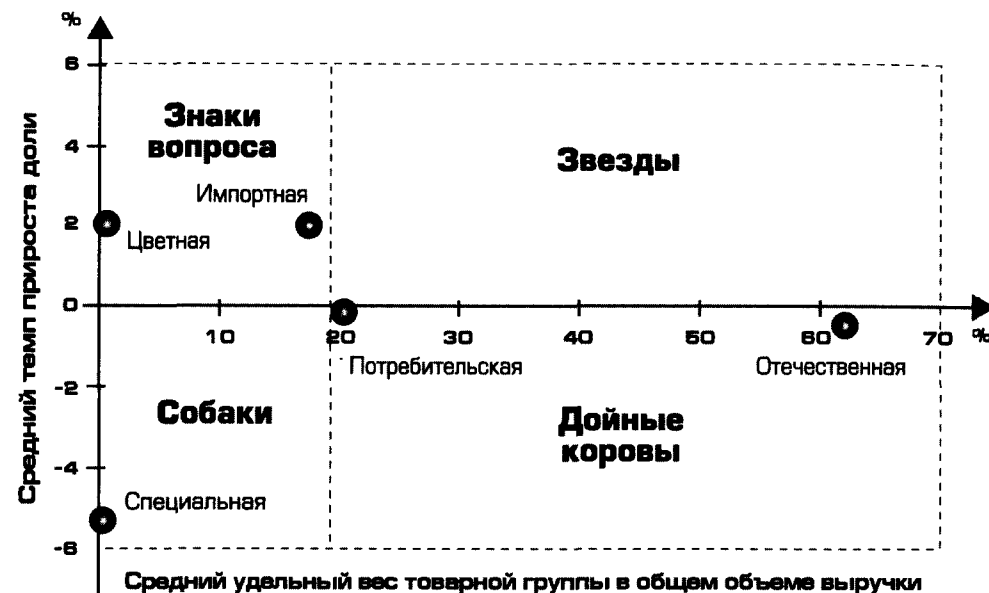 %
6
Знаки
вопроса
4
Звезды
Импортная
2
Цветная
0
10
20
30
40
50
60
70
%
Потребительская
Отечественная
-2
Собаки
Дойные
коровы
-4
Специальная
-6
Средний темп прироста доли
Средний удельный вес товарной группы в общем объеме выручки